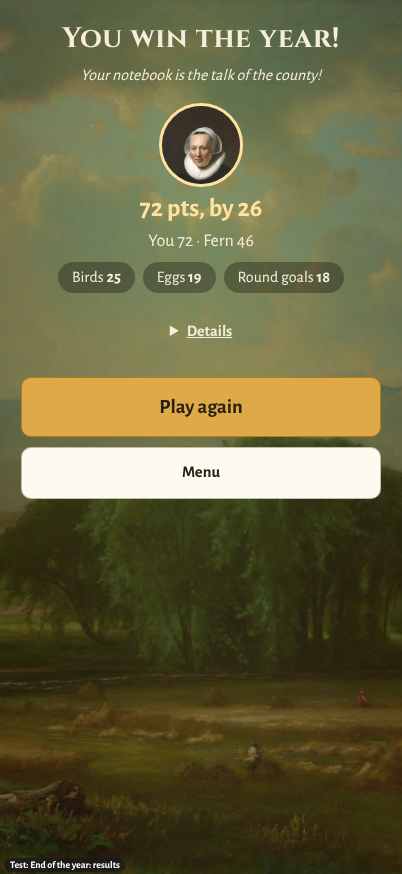 You win the year!
Your notebook is the talk of the county!
72 pts, by 26
You 72 · Fern 46
Birds 25 Eggs 19 Round goals 18
▶ Details
Play again
Menu
Test: End of the year: results